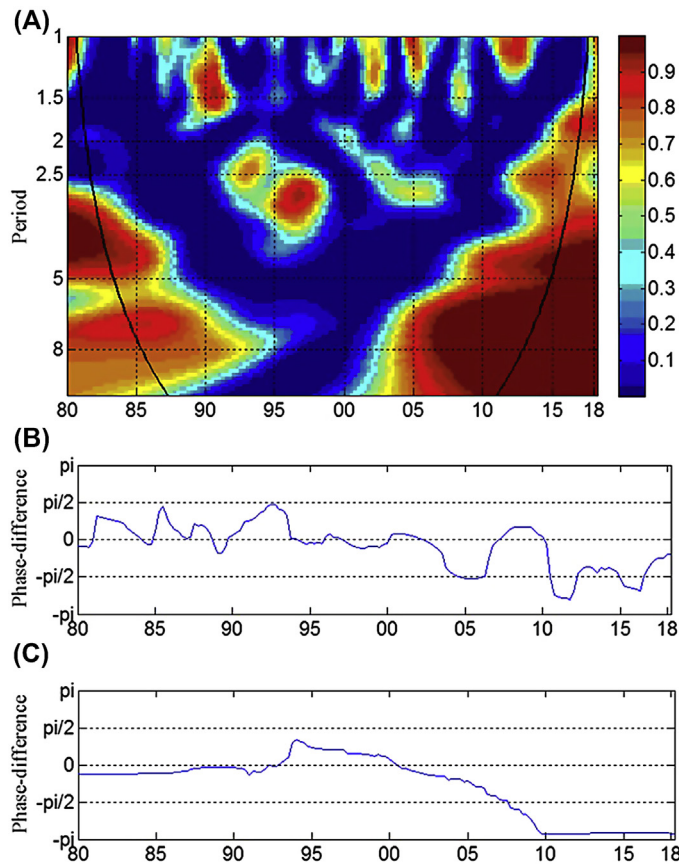 (A)
1
1.5
2
2.5
5
8
Period
80 85 90 95 00 05 10 15 18
0.9
0.8
0.7
0.6
0.5
0.4
0.3
0.2
0.1
(B)
pi
pi/2
0
-pi/2
-pi
Phase-difference
80 85 90 95 00 05 10 15 18
(C)
pi
pi/2
0
-pi/2
-pi
Phase-difference
80 85 90 95 00 05 10 15 18